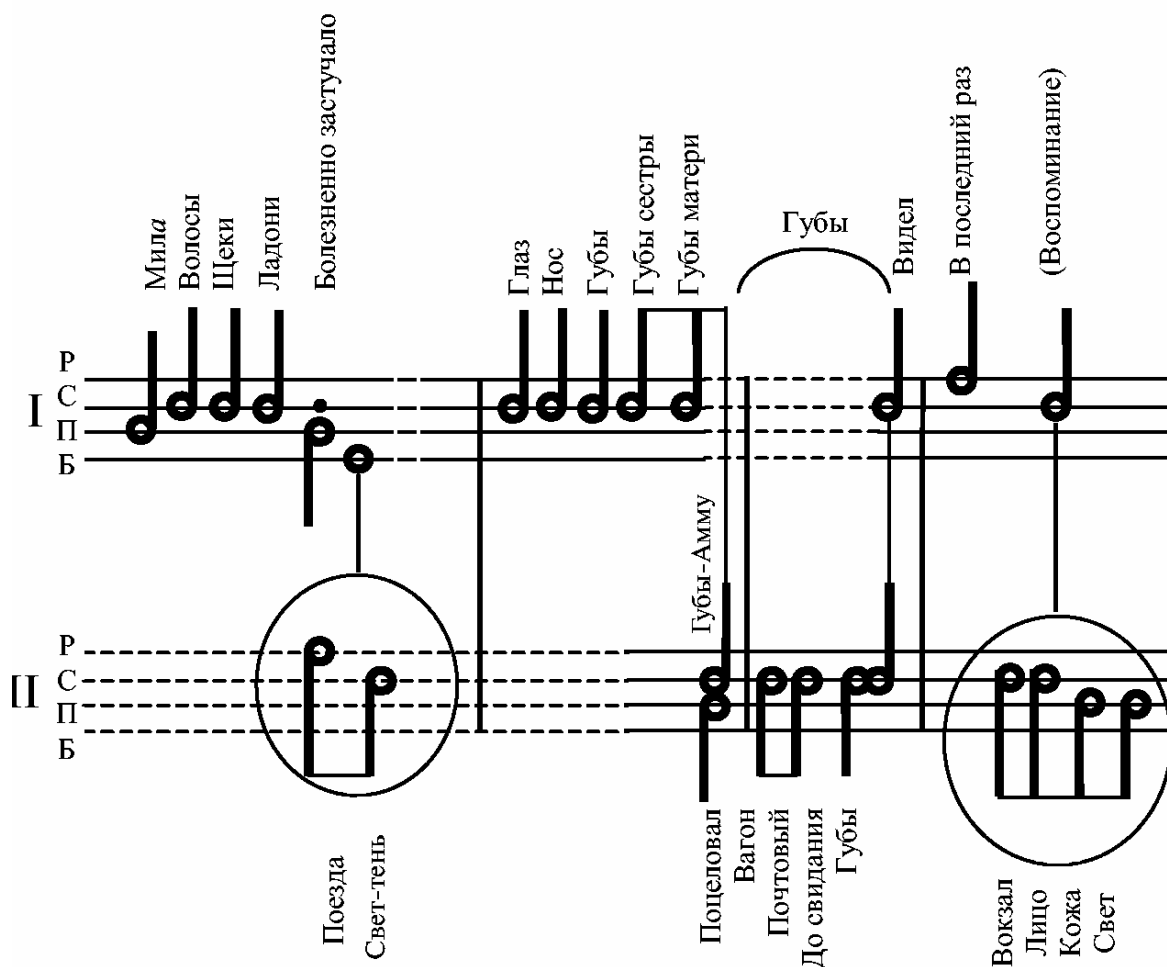 Мила
Волосы
Щеки
Ладони
Болезненно застучало
Глаз
Нос
Губы
Губы сестры
Губы матери
Губы
Видел
В последний раз
(Воспоминание)
I
Р
С
П
Б
Губы-Амму
II
Р
С
П
Б
Поезда
Свет-тень
Поцеловал
Вагон
Почтовый
До свидания
Губы
Вокзал
Лицо
Кожа
Свет